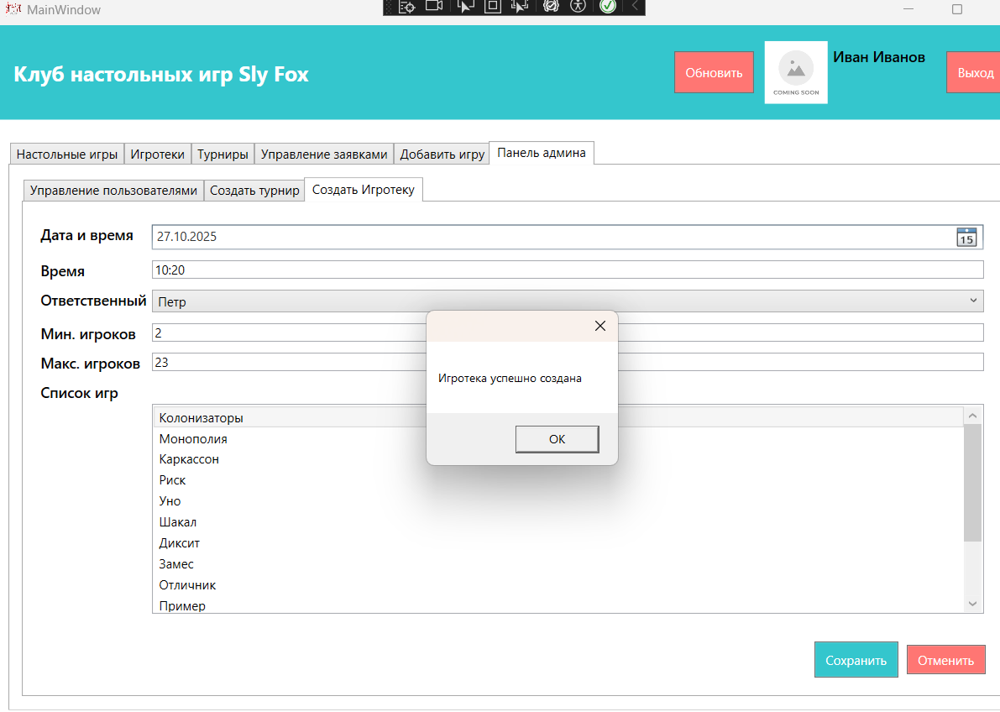 MainWindow
Клуб настольных игр Sly Fox
Обновить
COMING SOON
Иван Иванов
Выход
Настольные игры Игротеки Турниры Управление заявками Добавить игру Панель админа
Управление пользователями Создать турнир Создать Игротеку
Дата и время 27.10.2025 15
Время 10:20
Ответственный Петр
Мин. игроков 2
Макс. игроков 23
Список игр
Игротека успешно создана
OK
Колонизаторы
Монополия
Каркассон
Риск
Уно
Шакал
Диксит
Замес
Отличник
Пример
Сохранить Отменить